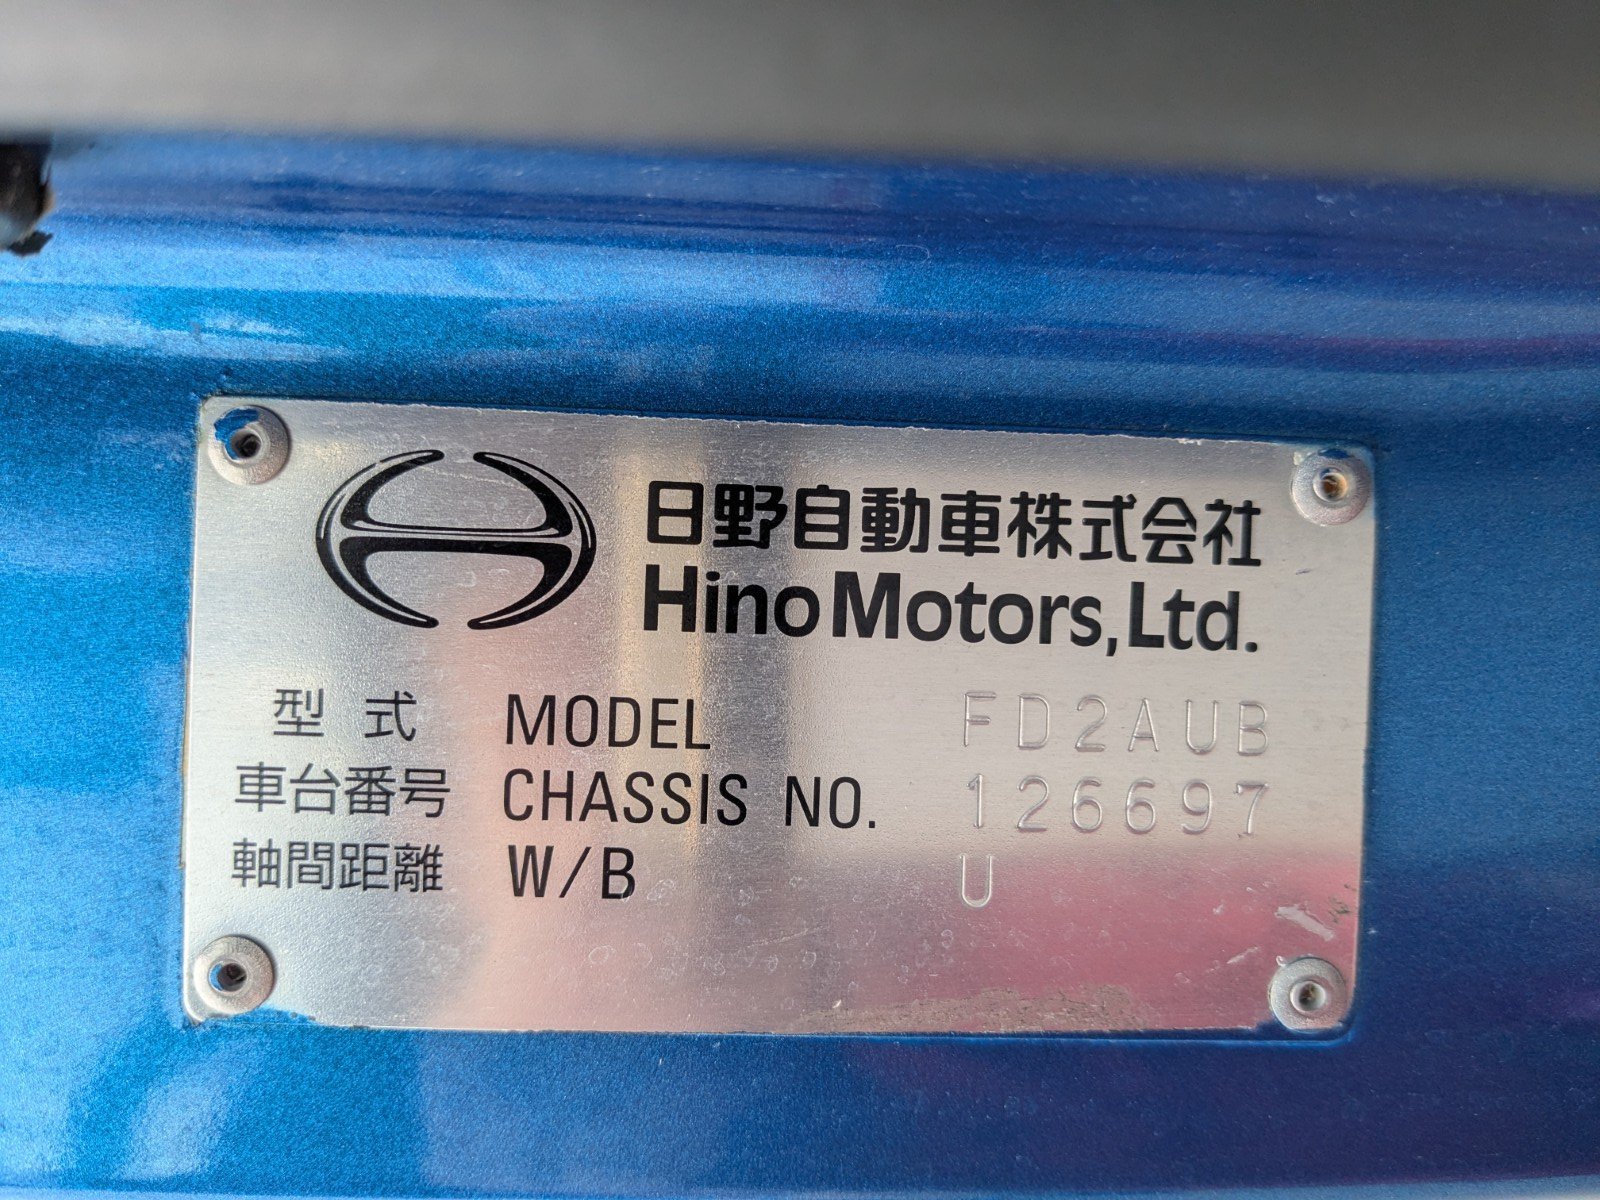 日野自動車株式会社
Hino Motors, Ltd.
型式 MODEL FD2AUB
車台番号 CHASSIS NO. 126697
軸間距離 W/B U